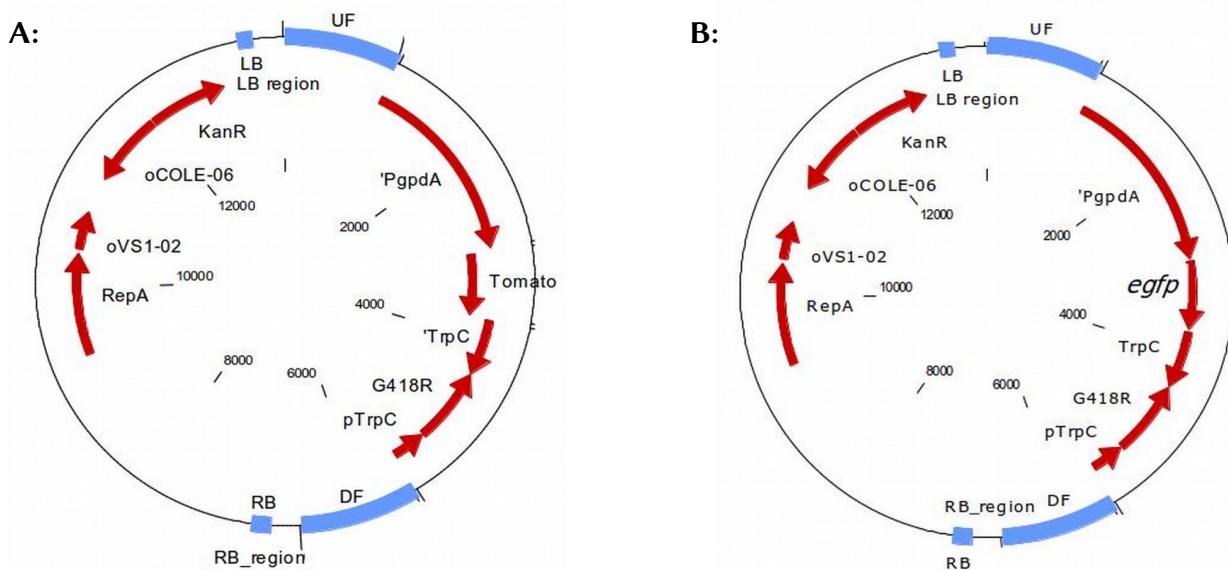 A:
UF
LB
LB region
KanR
oCOLE-06
12000
'PgpdA
2000
oVS1-02
10000
RepA
Tomato
4000
'TrpC
8000
6000
G418R
pTrpC
RB
DF
RB_region
B:
UF
LB
LB region
KanR
oCOLE-06
12000
'PgpdA
2000
oVS1-02
10000
RepA
egfp
4000
TrpC
8000
6000
G418R
pTrpC
RB_region
DF
RB